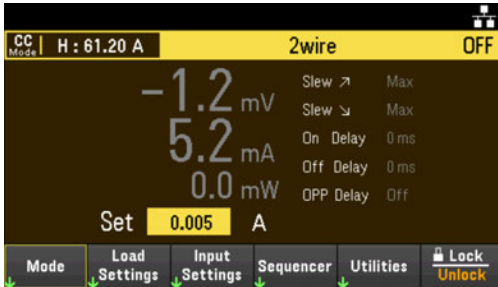 CC Mode H : 61.20 A 2wire OFF
-1.2 mV
5.2 mA
0.0 mW
Slew ↗ Max
Slew ↘ Max
On Delay 0 ms
Off Delay 0 ms
OPP Delay Off
Set 0.005 A
Mode
Load Settings
Input Settings
Sequencer
Utilities
Lock
Unlock